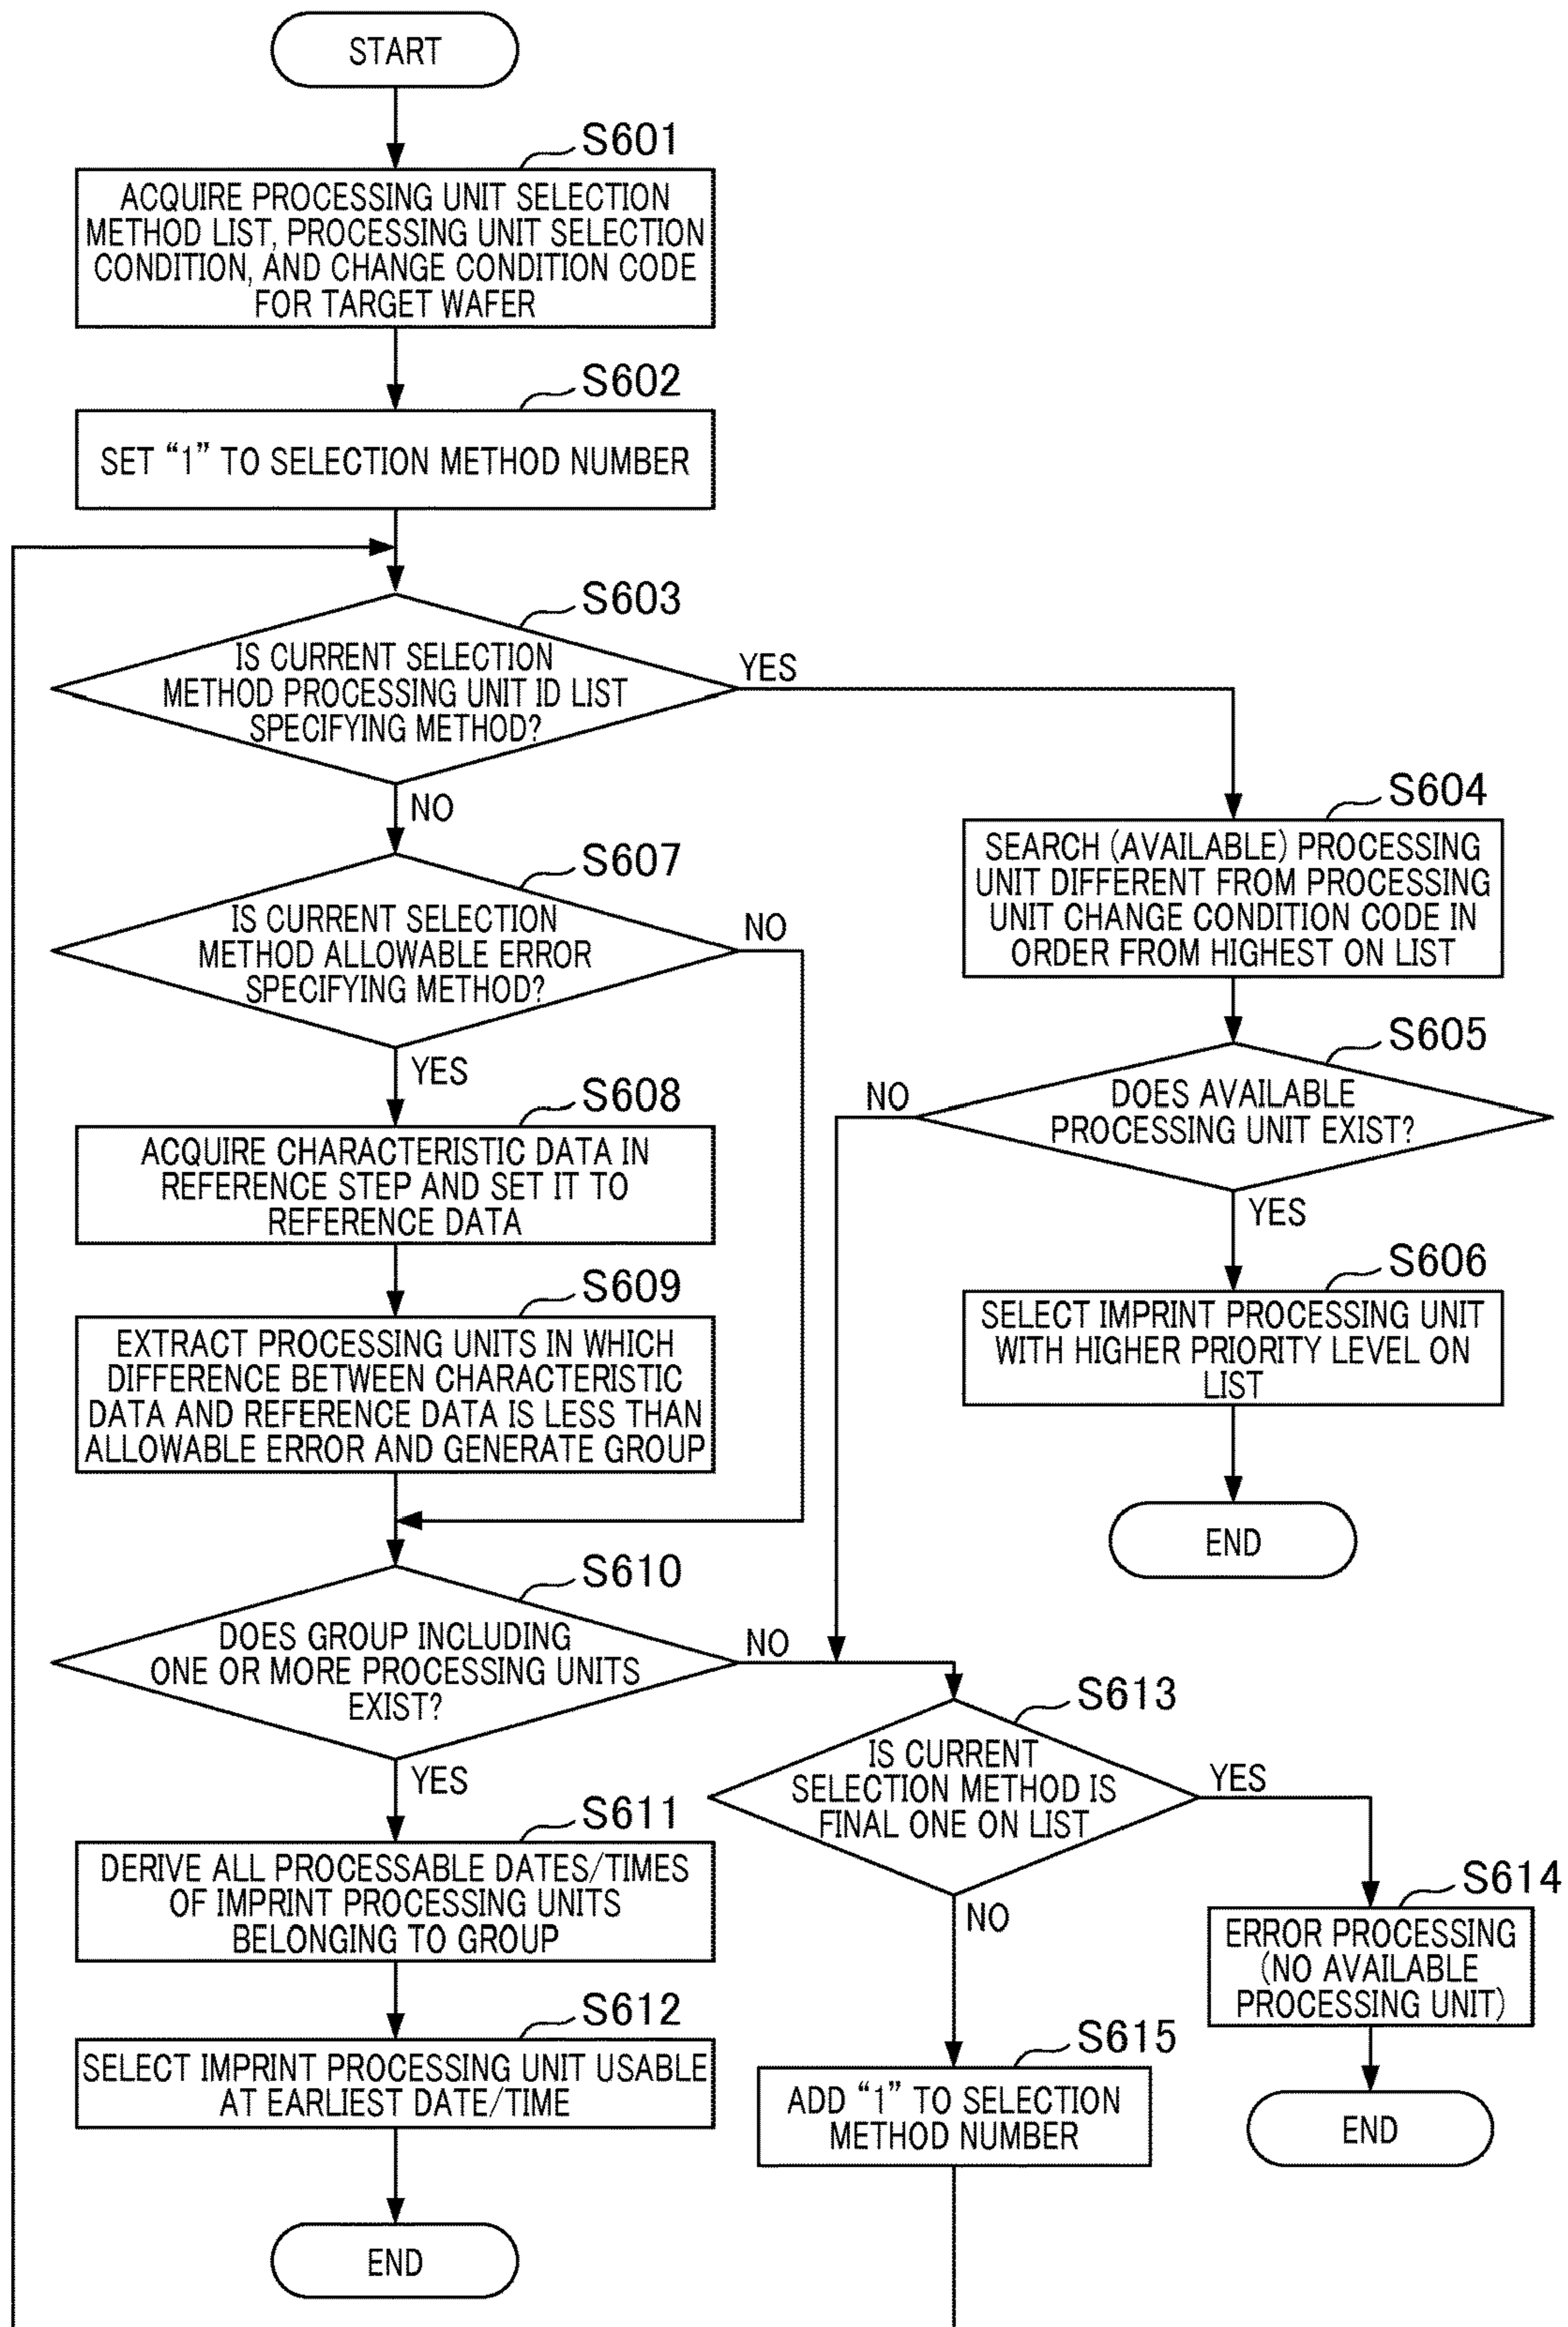 START
S601
ACQUIRE PROCESSING UNIT SELECTION
METHOD LIST, PROCESSING UNIT SELECTION
CONDITION, AND CHANGE CONDITION CODE
FOR TARGET WAFER
S602
SET “1” TO SELECTION METHOD NUMBER
S603
IS CURRENT SELECTION
METHOD PROCESSING UNIT ID LIST
SPECIFYING METHOD?
YES
NO
S604
SEARCH (AVAILABLE) PROCESSING
UNIT DIFFERENT FROM PROCESSING
UNIT CHANGE CONDITION CODE IN
ORDER FROM HIGHEST ON LIST
S605
DOES AVAILABLE
PROCESSING UNIT EXIST?
NO
YES
S606
SELECT IMPRINT PROCESSING UNIT
WITH HIGHER PRIORITY LEVEL ON
LIST
END
S607
IS CURRENT SELECTION
METHOD ALLOWABLE ERROR
SPECIFYING METHOD?
NO
YES
S608
ACQUIRE CHARACTERISTIC DATA IN
REFERENCE STEP AND SET IT TO
REFERENCE DATA
S609
EXTRACT PROCESSING UNITS IN WHICH
DIFFERENCE BETWEEN CHARACTERISTIC
DATA AND REFERENCE DATA IS LESS THAN
ALLOWABLE ERROR AND GENERATE GROUP
S610
DOES GROUP INCLUDING
ONE OR MORE PROCESSING UNITS
EXIST?
NO
YES
S611
DERIVE ALL PROCESSABLE DATES/TIMES
OF IMPRINT PROCESSING UNITS
BELONGING TO GROUP
S612
SELECT IMPRINT PROCESSING UNIT USABLE
AT EARLIEST DATE/TIME
END
S613
IS CURRENT
SELECTION METHOD IS
FINAL ONE ON LIST
YES
NO
S614
ERROR PROCESSING
(NO AVAILABLE
PROCESSING UNIT)
END
S615
ADD “1” TO SELECTION
METHOD NUMBER